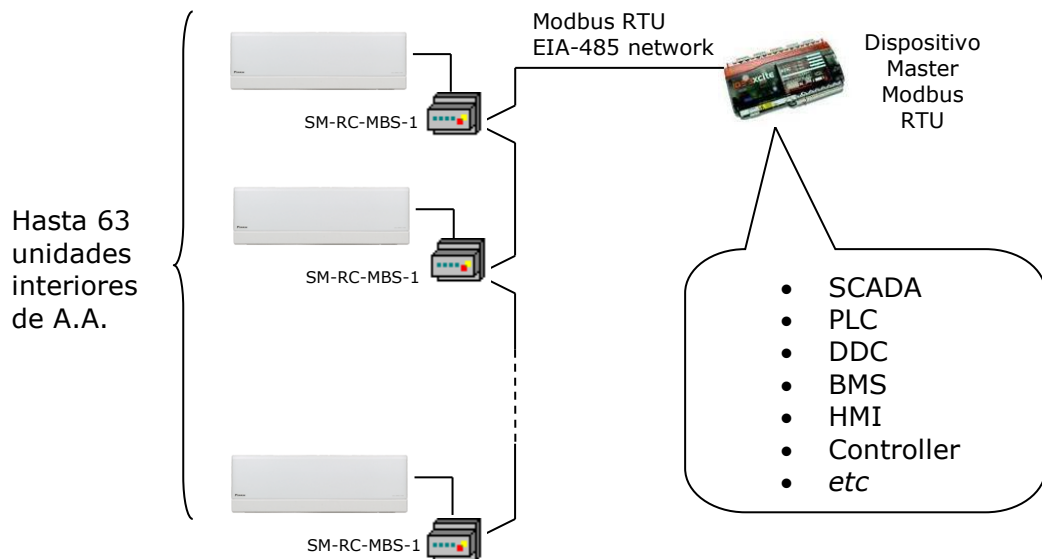 Modbus RTU
EIA-485 network
Dispositivo
Master
Modbus
RTU
SM-RC-MBS-1
Hasta 63
unidades
interiores
de A.A.
SM-RC-MBS-1
• SCADA
• PLC
• DDC
• BMS
• HMI
• Controller
• etc
SM-RC-MBS-1
xcite